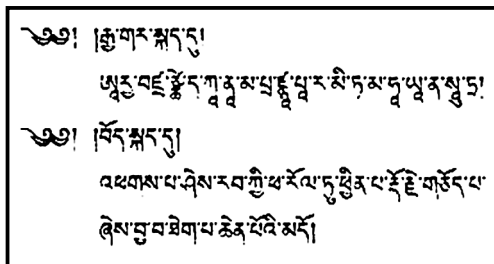 ༄༅། །རྒྱ་གར་སྐད་དུ།
ཨཱརྱ་བཛྲ་ཙྪེད་ཀཱ་ནཱ་མ་པྲ་ཛྙཱ་པཱ་ར་མི་ཏ་མ་ཧཱ་ཡཱ་ན་སཱུ་ཏྲ།
༄༅། །བོད་སྐད་དུ།
འཕགས་པ་ཤེས་རབ་ཀྱི་ཕ་རོལ་ཏུ་ཕྱིན་པ་རྡོ་རྗེ་གཅོད་པ་
ཞེས་བྱ་བ་ཐེག་པ་ཆེན་པོའི་མདོ།